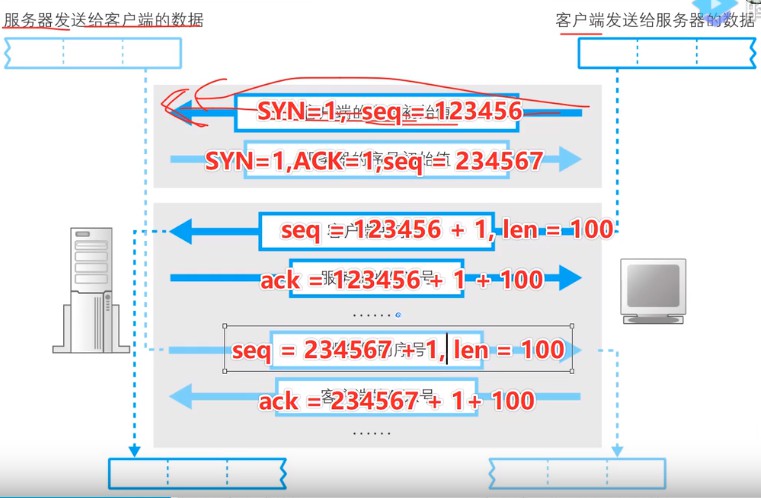 服务器发送给客户端的数据
客户端发送给服务器的数据
SYN=1, seq = 123456
SYN=1,ACK=1,seq = 234567
seq = 123456 + 1, len = 100
ack = 123456 + 1 + 100
......
seq = 234567 + 1, len = 100
ack = 234567 + 1+ 100
......